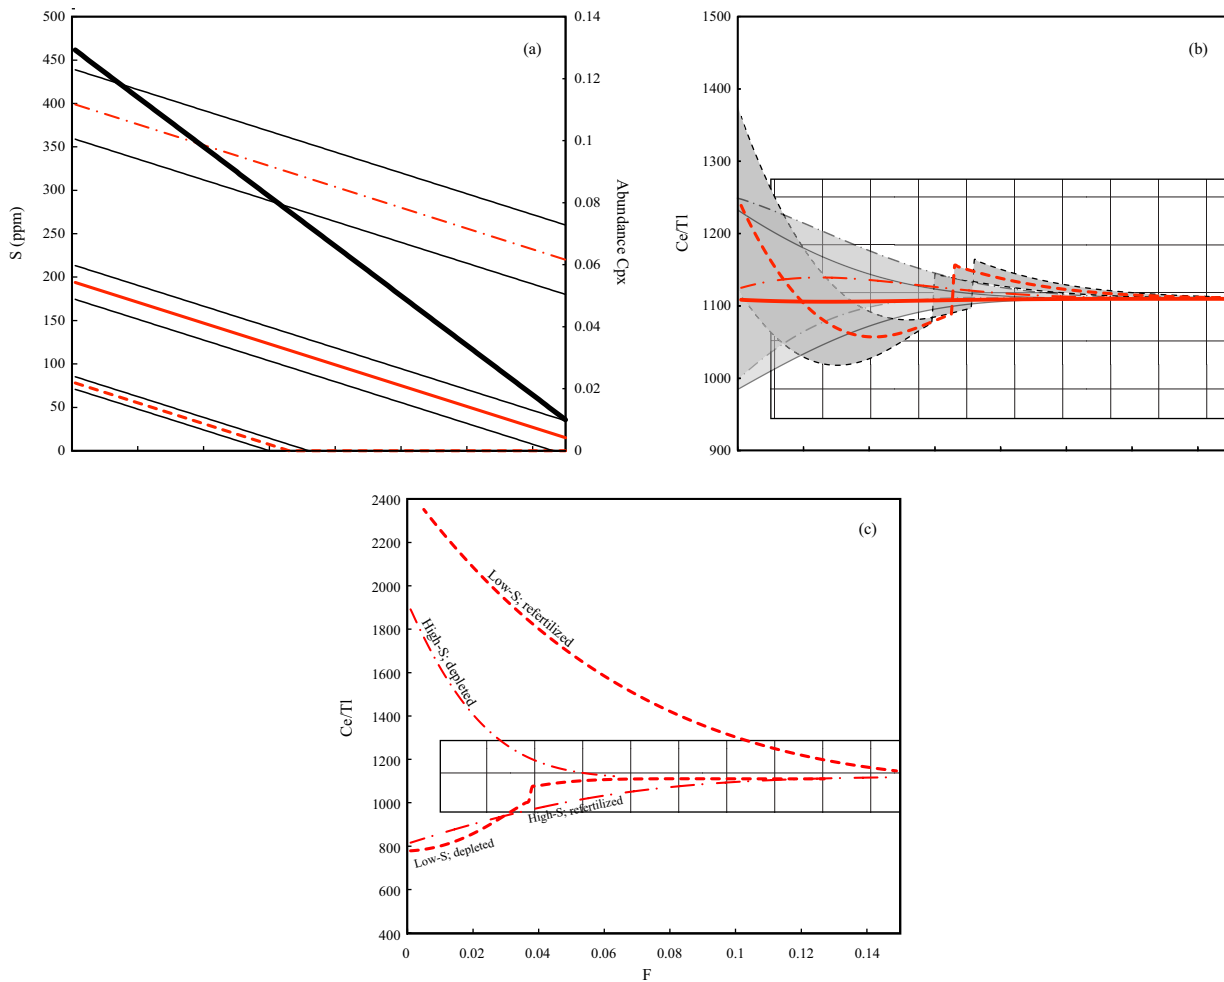 500
450
400
350
300
250
200
150
100
50
0
S (ppm)
(a)
0.14
0.12
0.1
0.08
0.06
0.04
0.02
0
Abundance Cpx
1500
1400
1300
1200
1100
1000
900
Ce/Tl
(b)
2400
2200
2000
1800
1600
1400
1200
1000
800
600
400
Ce/Tl
(c)
Low-S; refertilized
High-S; depleted
High-S; refertilized
Low-S; depleted
0 0.02 0.04 0.06 0.08 0.1 0.12 0.14
F